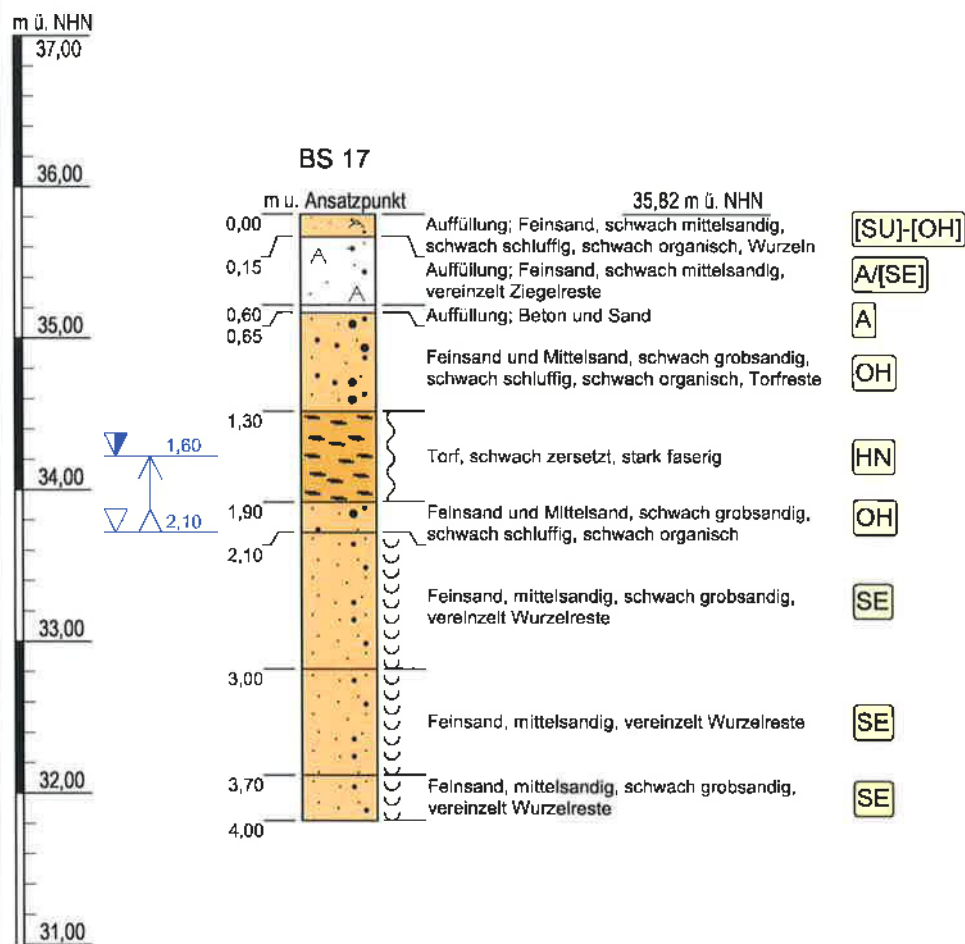 m ü. NHN
37,00
36,00
35,00
34,00
33,00
32,00
31,00
BS 17
m u. Ansatzpunkt
35,82 m ü. NHN
0,00
Auffüllung; Feinsand, schwach mittelsandig,
schwach schluffig, schwach organisch, Wurzeln
[SU]-[OH]
0,15
A
A
Auffüllung; Feinsand, schwach mittelsandig,
vereinzelt Ziegelreste
A/[SE]
0,60
Auffüllung; Beton und Sand
A
0,65
Feinsand und Mittelsand, schwach grobsandig,
schwach schluffig, schwach organisch, Torfreste
OH
1,30
1,60
Torf, schwach zersetzt, stark faserig
HN
1,90
2,10
Feinsand und Mittelsand, schwach grobsandig,
schwach schluffig, schwach organisch
OH
2,10
Feinsand, mittelsandig, schwach grobsandig,
vereinzelt Wurzelreste
SE
3,00
Feinsand, mittelsandig, vereinzelt Wurzelreste
SE
3,70
Feinsand, mittelsandig, schwach grobsandig,
vereinzelt Wurzelreste
SE
4,00